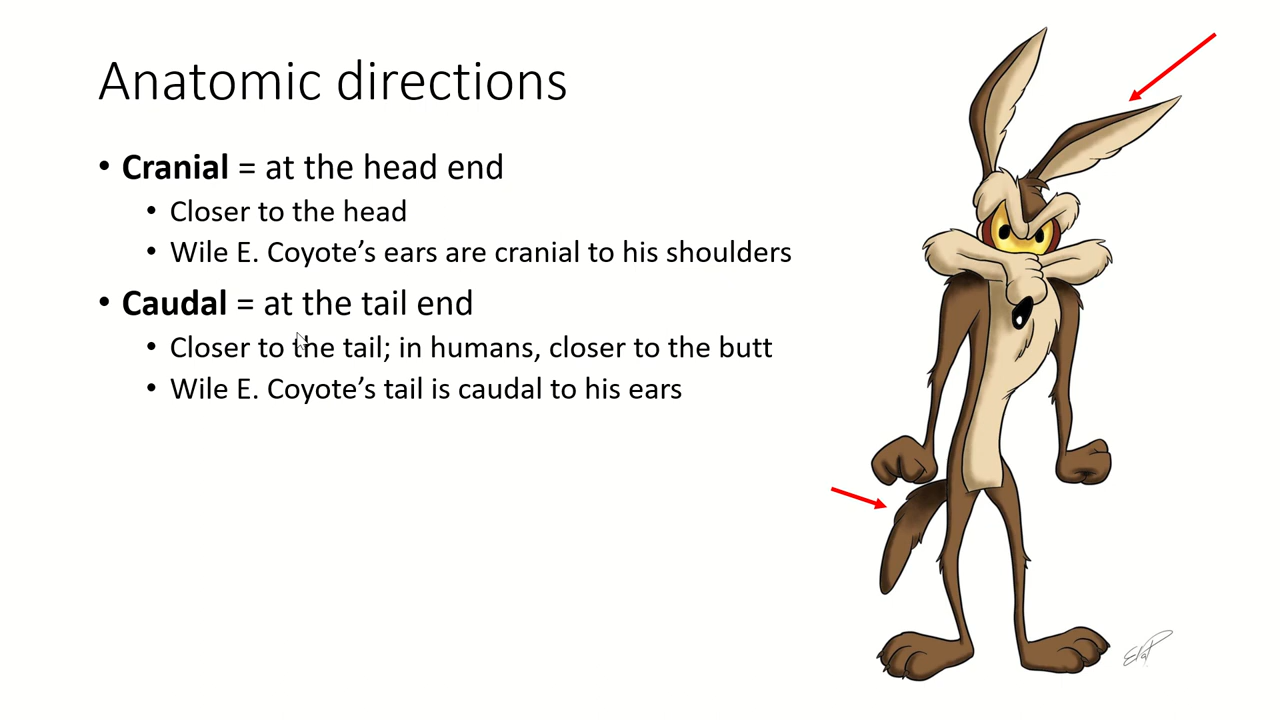 Anatomic directions
• Cranial = at the head end
• Closer to the head
• Wile E. Coyote’s ears are cranial to his shoulders
• Caudal = at the tail end
• Closer to the tail; in humans, closer to the butt
• Wile E. Coyote’s tail is caudal to his ears